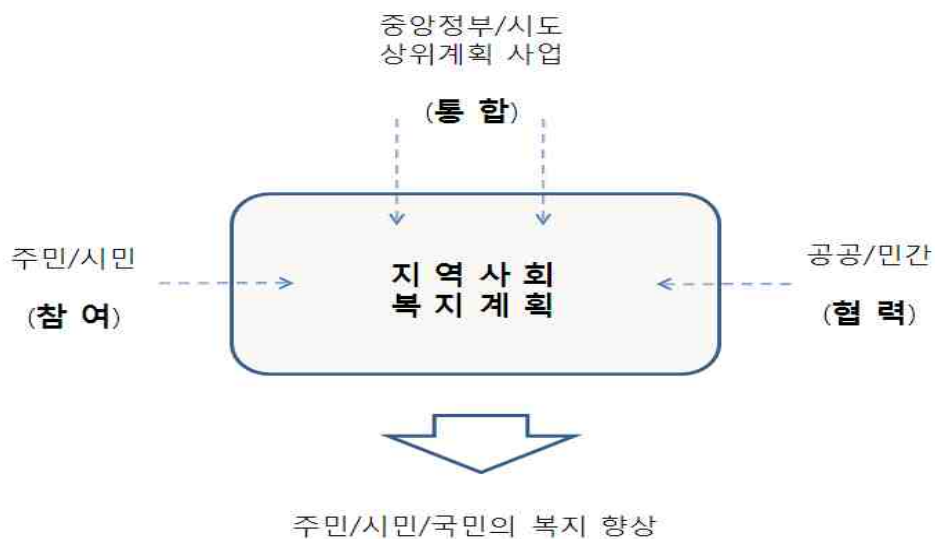 중앙정부/시도
상위계획 사업
(통 합)
주민/시민
(참 여)
지 역 사 회
복 지 계 획
공공/민간
(협 력)
주민/시민/국민의 복지 향상